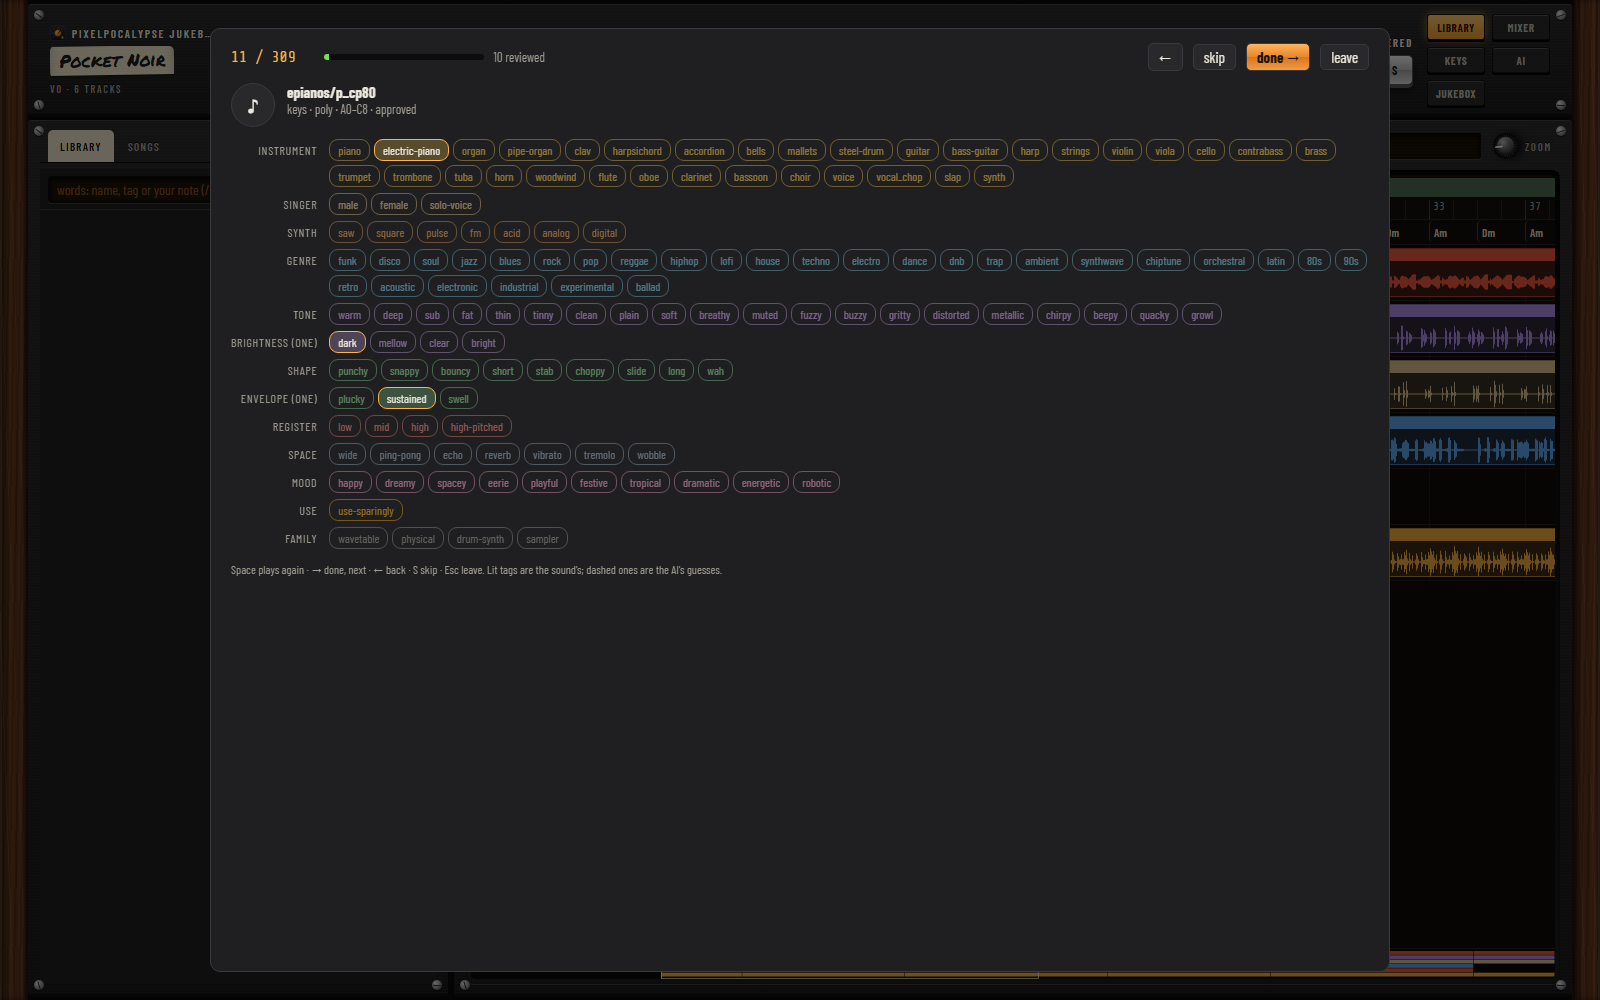 PIXELPOCALYPSE JUKEB…
Pocket Noir
V0 · 6 TRACKS
LIBRARY
SONGS
words: name, tag or your note (/
11 / 309
10 reviewed
←
skip
done →
leave
epianos/p_cp80
keys · poly · A0–C8 · approved
INSTRUMENT piano electric-piano organ pipe-organ clav harpsichord accordion bells mallets steel-drum guitar bass-guitar harp strings violin viola cello contrabass brass
trumpet trombone tuba horn woodwind flute oboe clarinet bassoon choir voice vocal_chop slap synth
SINGER male female solo-voice
SYNTH saw square pulse fm acid analog digital
GENRE funk disco soul jazz blues rock pop reggae hiphop lofi house techno electro dance dnb trap ambient synthwave chiptune orchestral latin 80s 90s
retro acoustic electronic industrial experimental ballad
TONE warm deep sub fat thin tinny clean plain soft breathy muted fuzzy buzzy gritty distorted metallic chirpy beepy quacky growl
BRIGHTNESS (ONE) dark mellow clear bright
SHAPE punchy snappy bouncy short stab choppy slide long wah
ENVELOPE (ONE) plucky sustained swell
REGISTER low mid high high-pitched
SPACE wide ping-pong echo reverb vibrato tremolo wobble
MOOD happy dreamy spacey eerie playful festive tropical dramatic energetic robotic
USE use-sparingly
FAMILY wavetable physical drum-synth sampler
Space plays again · → done, next · ← back · S skip · Esc leave. Lit tags are the sound's; dashed ones are the AI's guesses.
RED
S
LIBRARY
MIXER
KEYS
AI
JUKEBOX
ZOOM
33
37
Am
Dm
Am